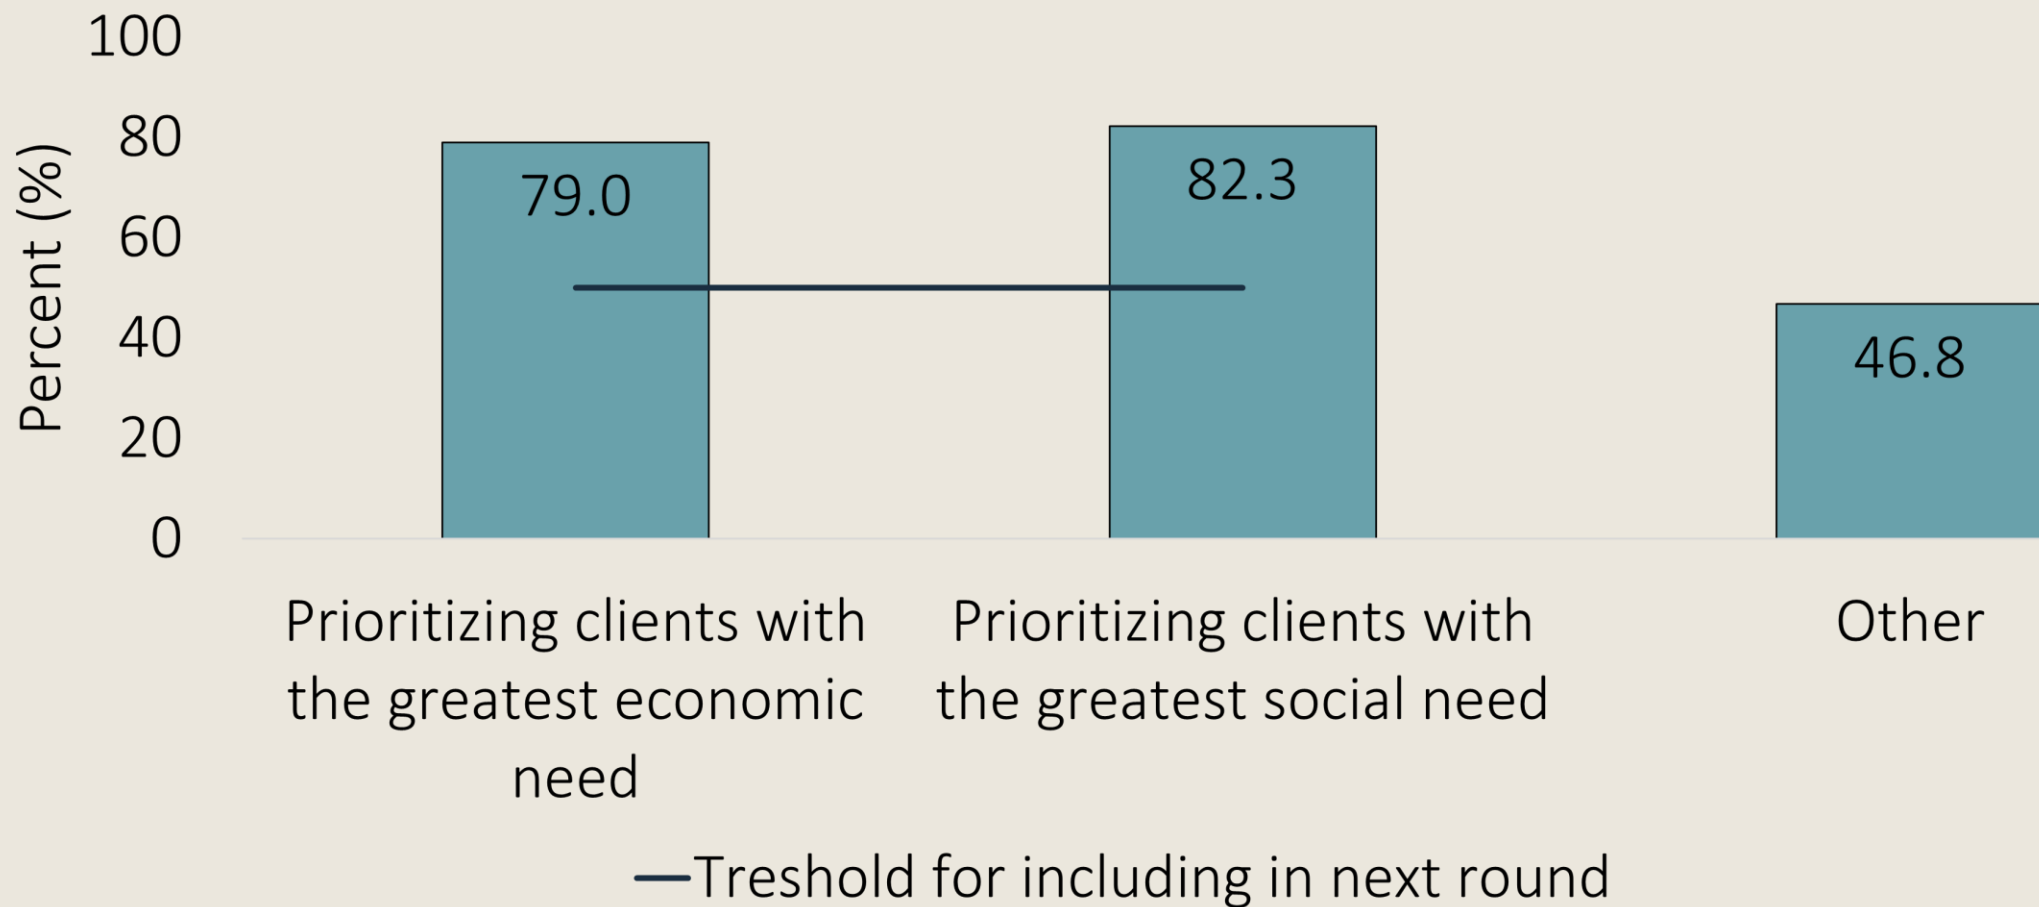 100
80
60
40
20
0
Percent (%)
79.0
82.3
46.8
Prioritizing clients with
the greatest economic
need
Prioritizing clients with
the greatest social need
Other
Treshold for including in next round